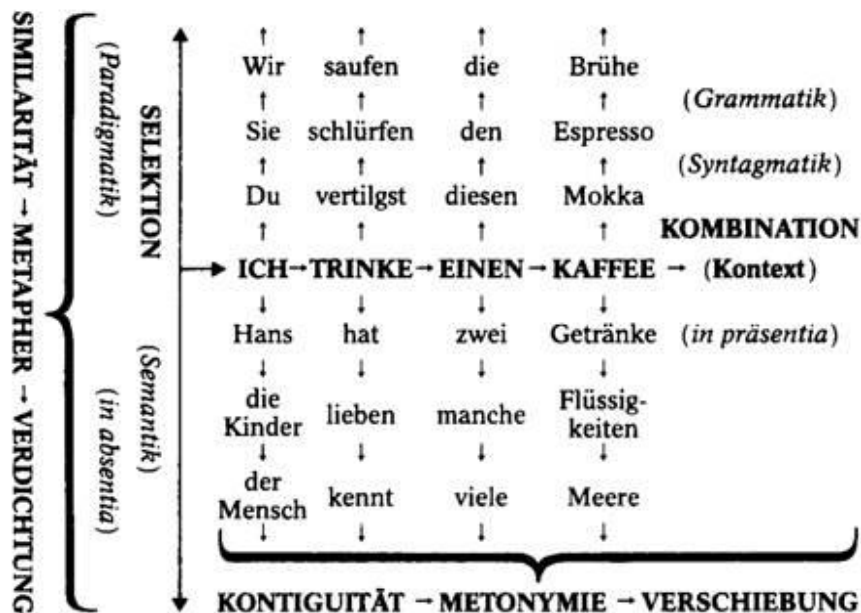 SIMILARITÄT → METAPHER → VERDICHTUNG
(Paradigmatik)
(in absentia)
SELEKTION
(Semantik)
Wir saufen die Brühe
(Grammatik)
Sie schlürfen den Espresso
(Syntagmatik)
Du vertilgst diesen Mokka
KOMBINATION
ICH → TRINKE → EINEN → KAFFEE → (Kontext)
Hans hat zwei Getränke (in präsentia)
die Kinder lieben manche Flüssig-
keiten
der Mensch kennt viele Meere
KONTIGUITÄT → METONYMIE → VERSCHIEBUNG